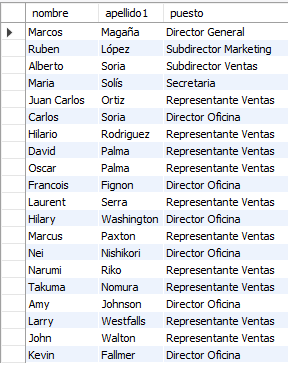 nombre apellido1 puesto
Marcos Magaña Director General
Ruben López Subdirector Marketing
Alberto Soria Subdirector Ventas
Maria Solís Secretaria
Juan Carlos Ortiz Representante Ventas
Carlos Soria Director Oficina
Hilario Rodriguez Representante Ventas
David Palma Representante Ventas
Oscar Palma Representante Ventas
Francois Fignon Director Oficina
Laurent Serra Representante Ventas
Hilary Washington Director Oficina
Marcus Paxton Representante Ventas
Nei Nishikori Director Oficina
Narumi Riko Representante Ventas
Takuma Nomura Representante Ventas
Amy Johnson Director Oficina
Larry Westfalls Representante Ventas
John Walton Representante Ventas
Kevin Fallmer Director Oficina